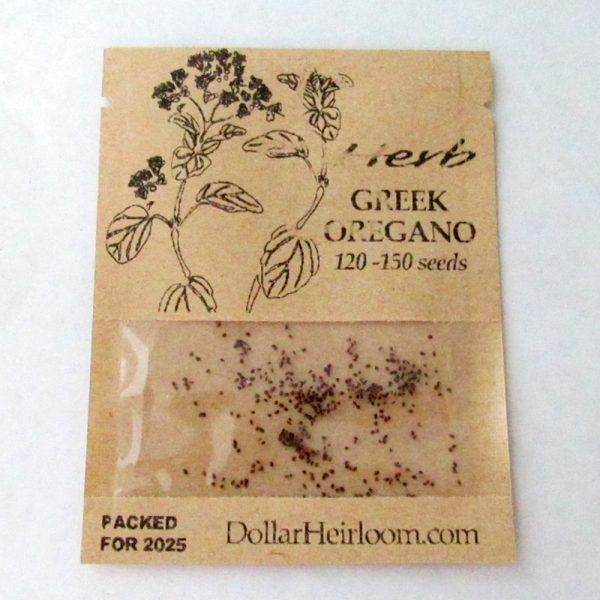 Herb
GREEK
OREGANO
120 -150 seeds
PACKED
FOR 2025
DollarHeirloom.com